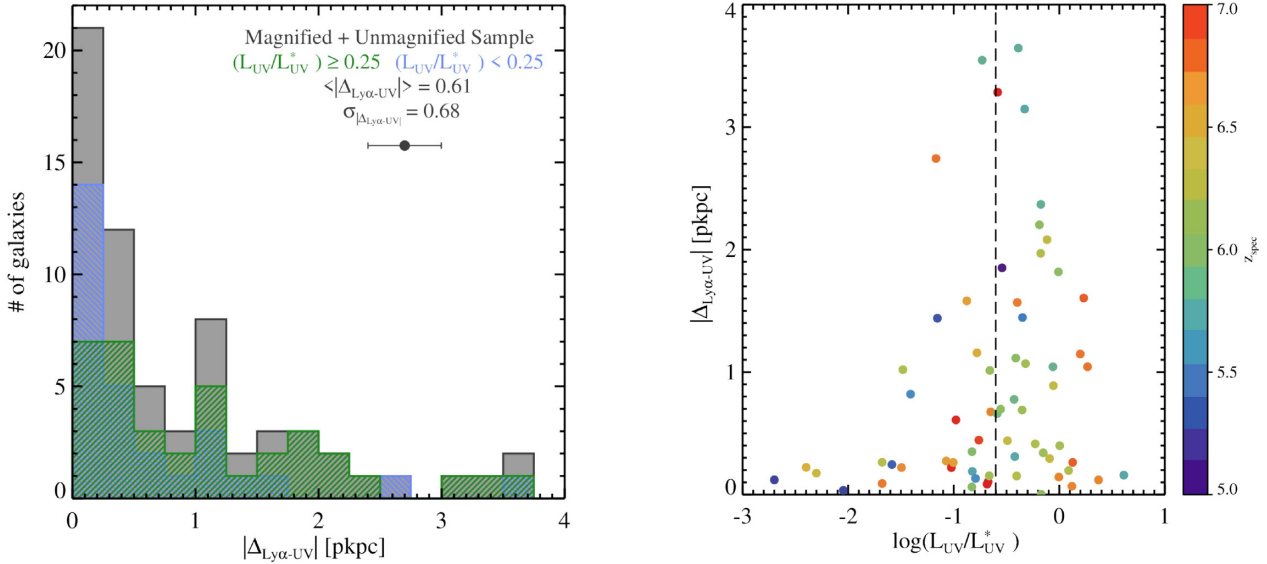 Magnified + Unmagnified Sample
(L_UV/L*_UV ) ≥ 0.25 (L_UV/L*_UV ) < 0.25
<|Δ_Lyα-UV|> = 0.61
σ_|Δ_Lyα-UV| = 0.68
# of galaxies
20
15
10
5
0
0 1 2 3 4
|Δ_Lyα-UV| [pkpc]
|Δ_Lyα-UV| [pkpc]
4
3
2
1
0
-3 -2 -1 0 1
log(L_UV/L*_UV )
7.0
6.5
6.0
5.5
5.0
z_spec